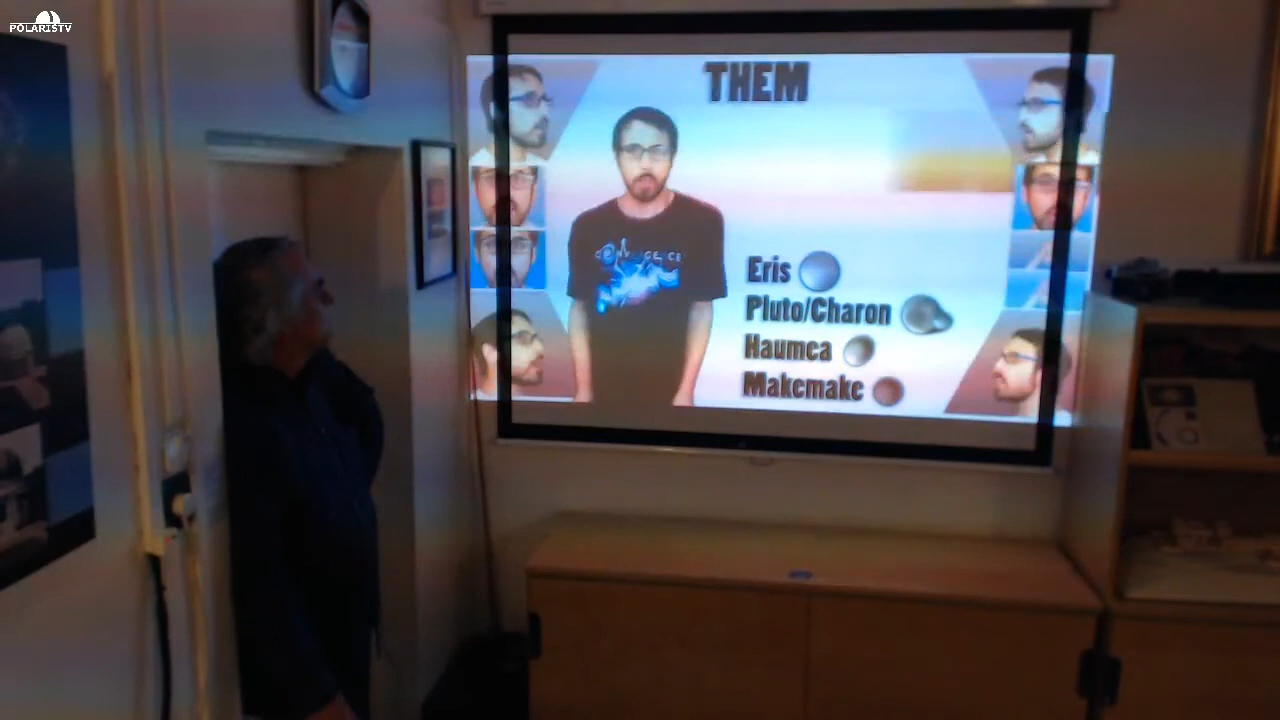 POLARISTV
THEM
Eris
Pluto/Charon
Haumea
Makemake